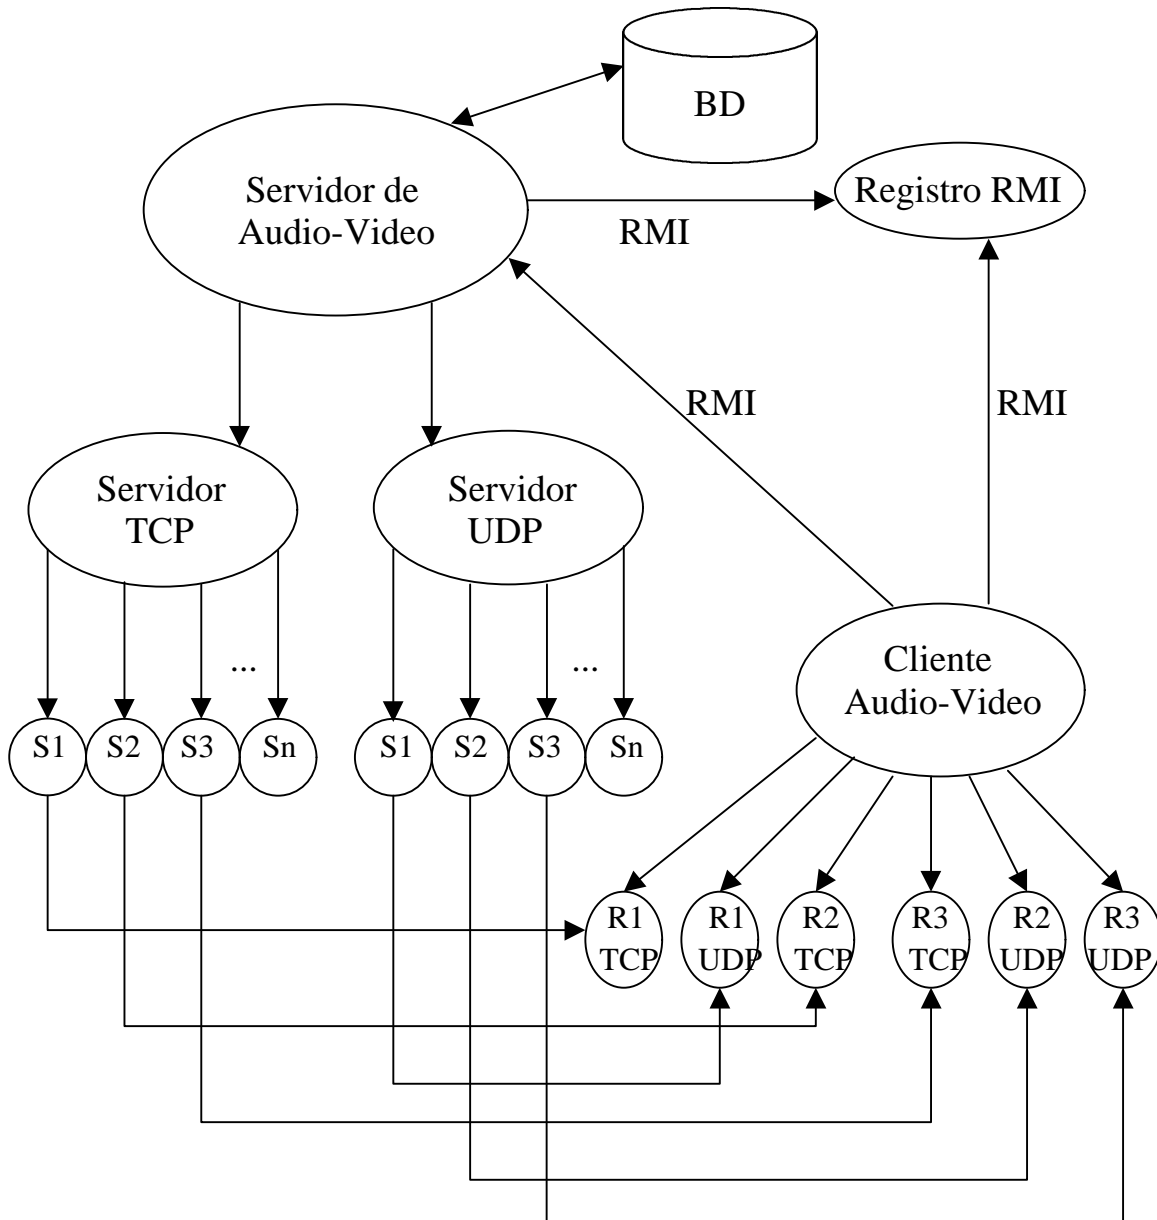 BD
Servidor de
Audio-Video
Registro RMI
RMI
RMI
RMI
Servidor
TCP
Servidor
UDP
Cliente
Audio-Video
...
...
S1
S2
S3
Sn
S1
S2
S3
Sn
R1
TCP
R1
UDP
R2
TCP
R3
TCP
R2
UDP
R3
UDP